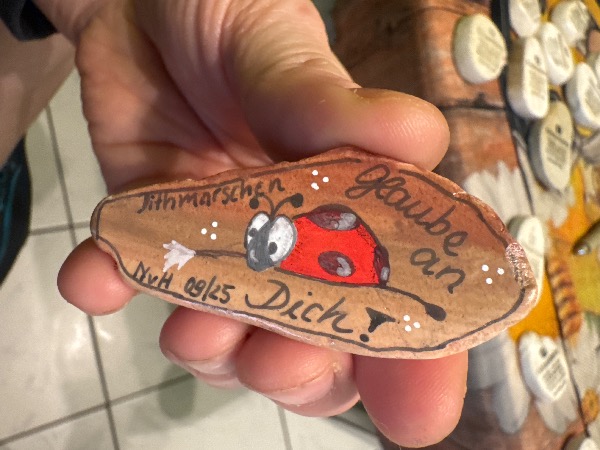 Dithmarschen
Glaube
an
Dich!
NvH 09/25